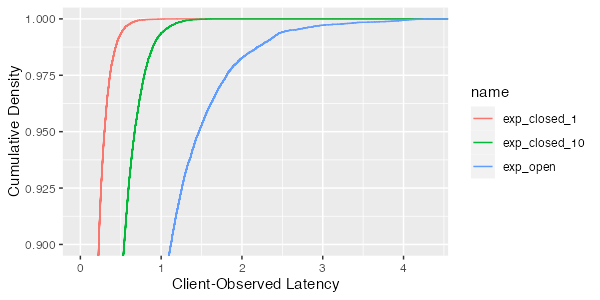 1.000
0.975
0.950
0.925
0.900
Cumulative Density
0
1
2
3
4
Client-Observed Latency
name
exp_closed_1
exp_closed_10
exp_open